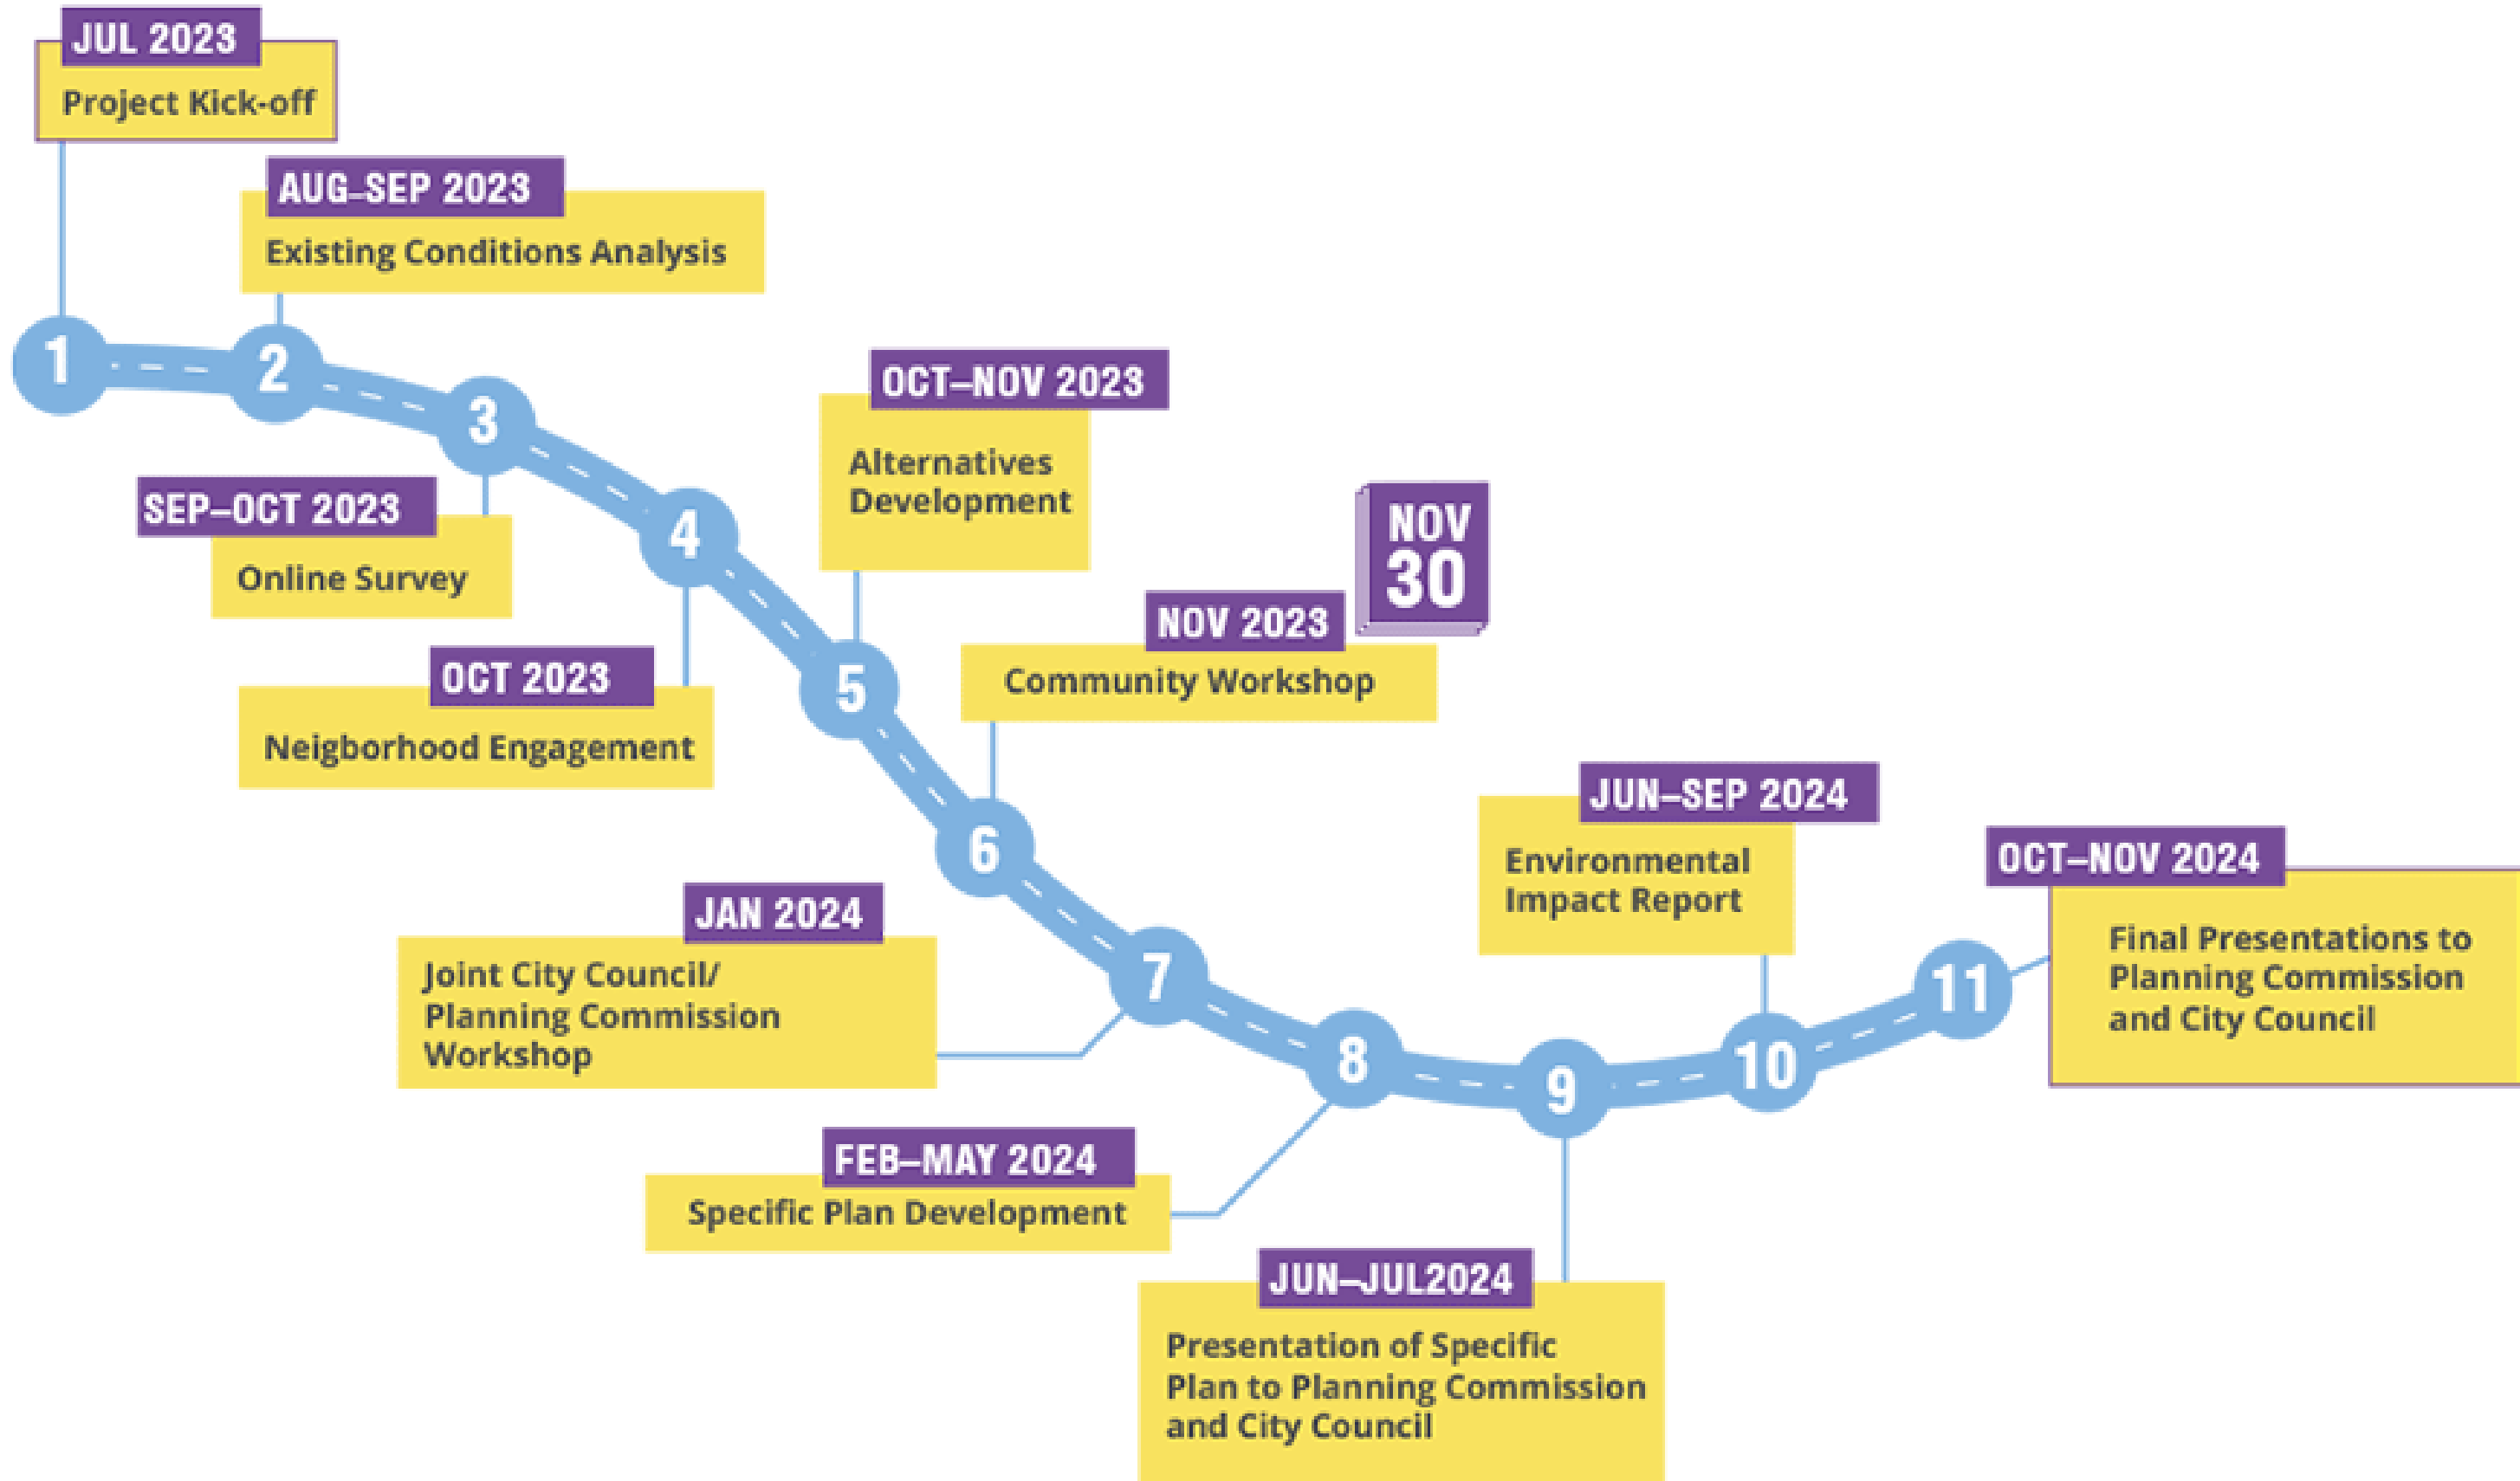 JUL 2023
Project Kick-off
AUG–SEP 2023
Existing Conditions Analysis
1
2
3
SEP–OCT 2023
Online Survey
4
OCT 2023
Neigborhood Engagement
OCT–NOV 2023
Alternatives
Development
5
NOV
30
NOV 2023
Community Workshop
6
JAN 2024
Joint City Council/
Planning Commission
Workshop
7
FEB–MAY 2024
Specific Plan Development
8
JUN–JUL2024
Presentation of Specific
Plan to Planning Commission
and City Council
9
JUN–SEP 2024
Environmental
Impact Report
10
OCT–NOV 2024
Final Presentations to
Planning Commission
and City Council
11